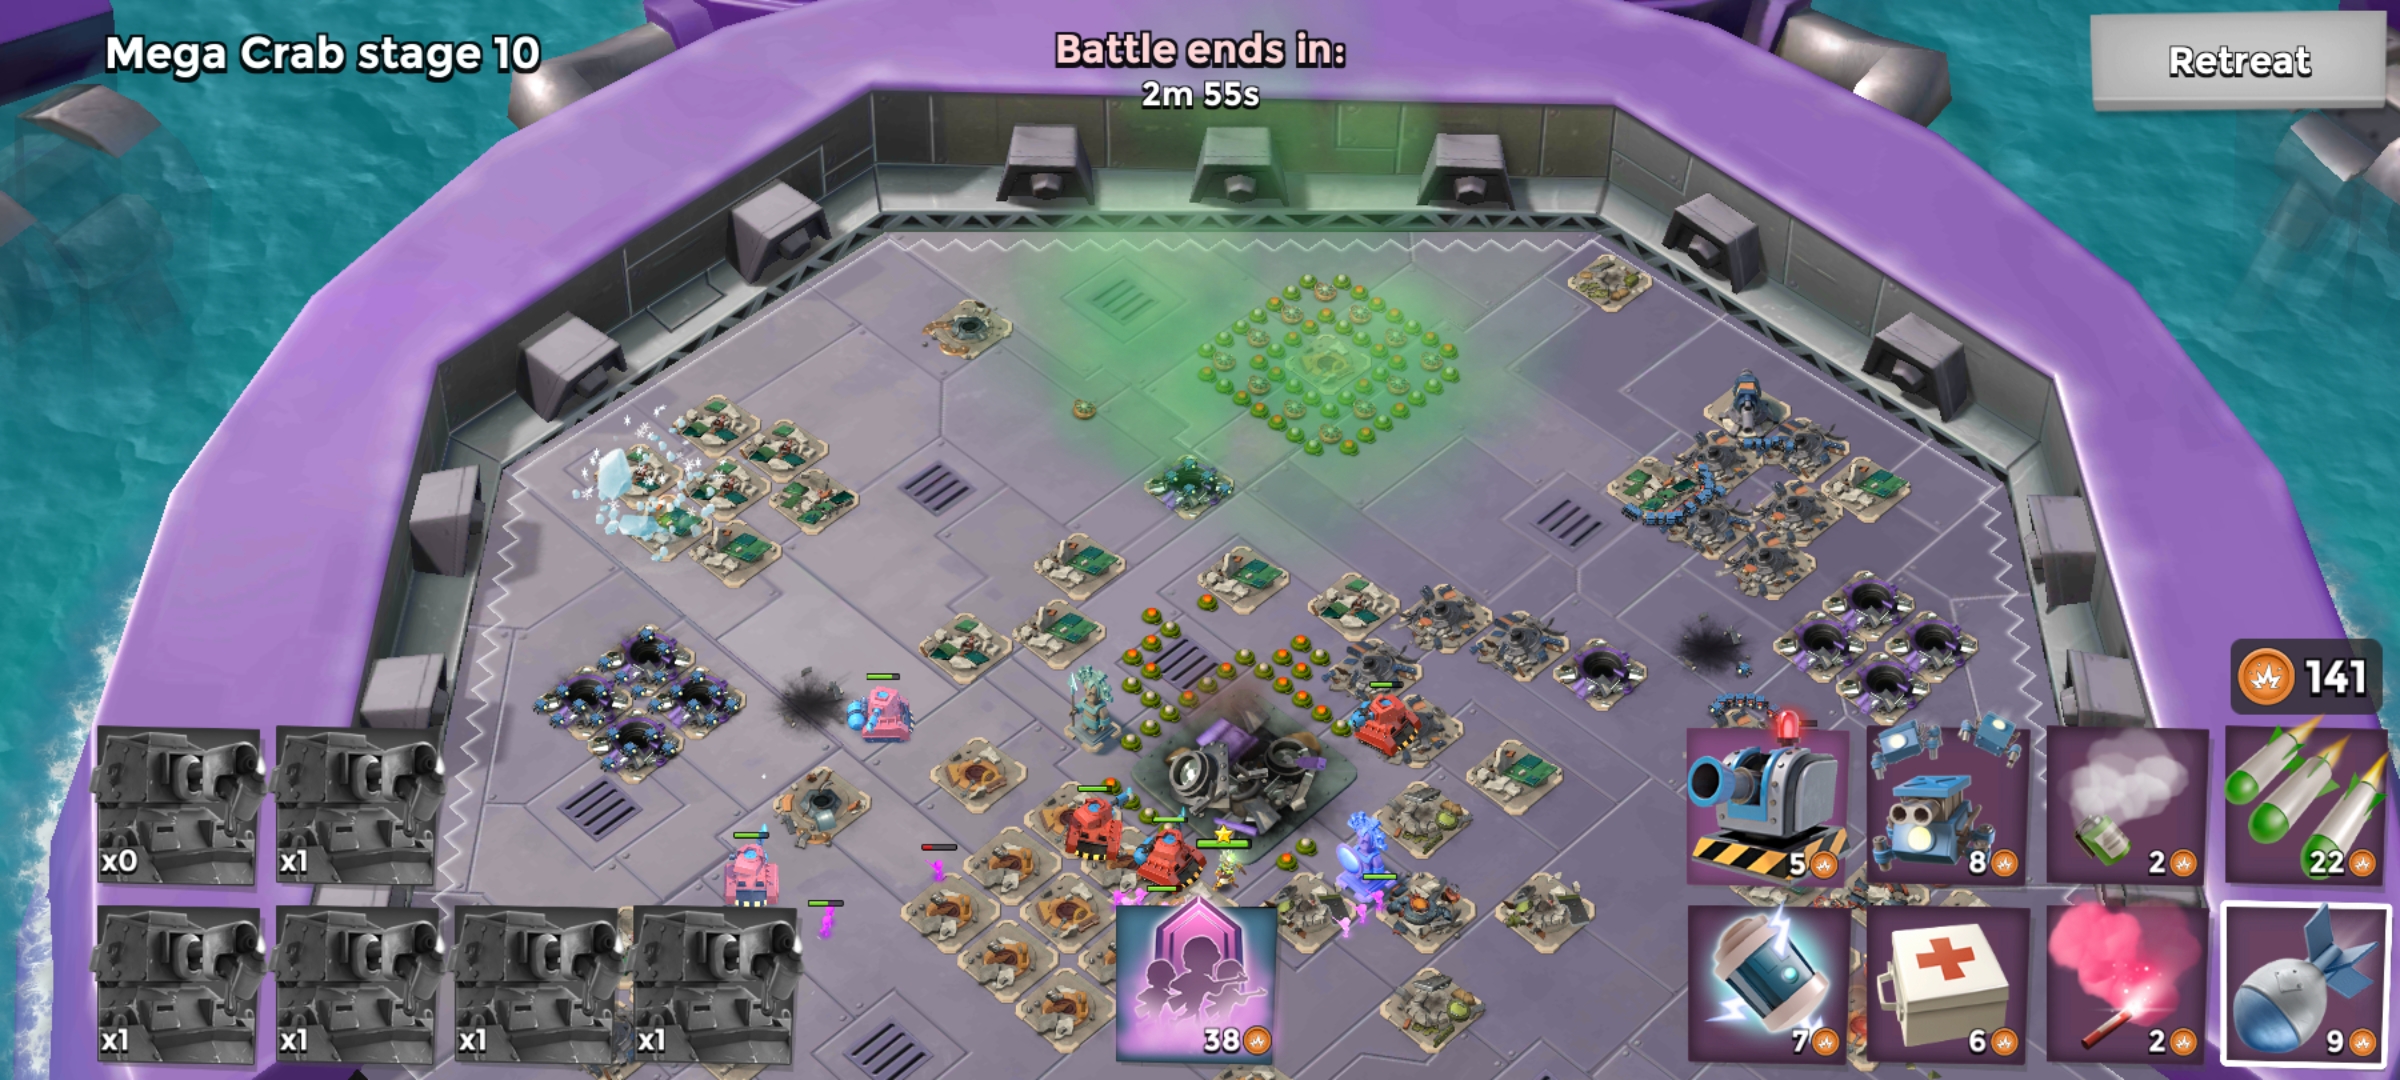 Mega Crab stage 10
Battle ends in:
2m 55s
Retreat
141
x0
x1
5
8
2
22
x1
x1
x1
x1
38
7
6
2
9